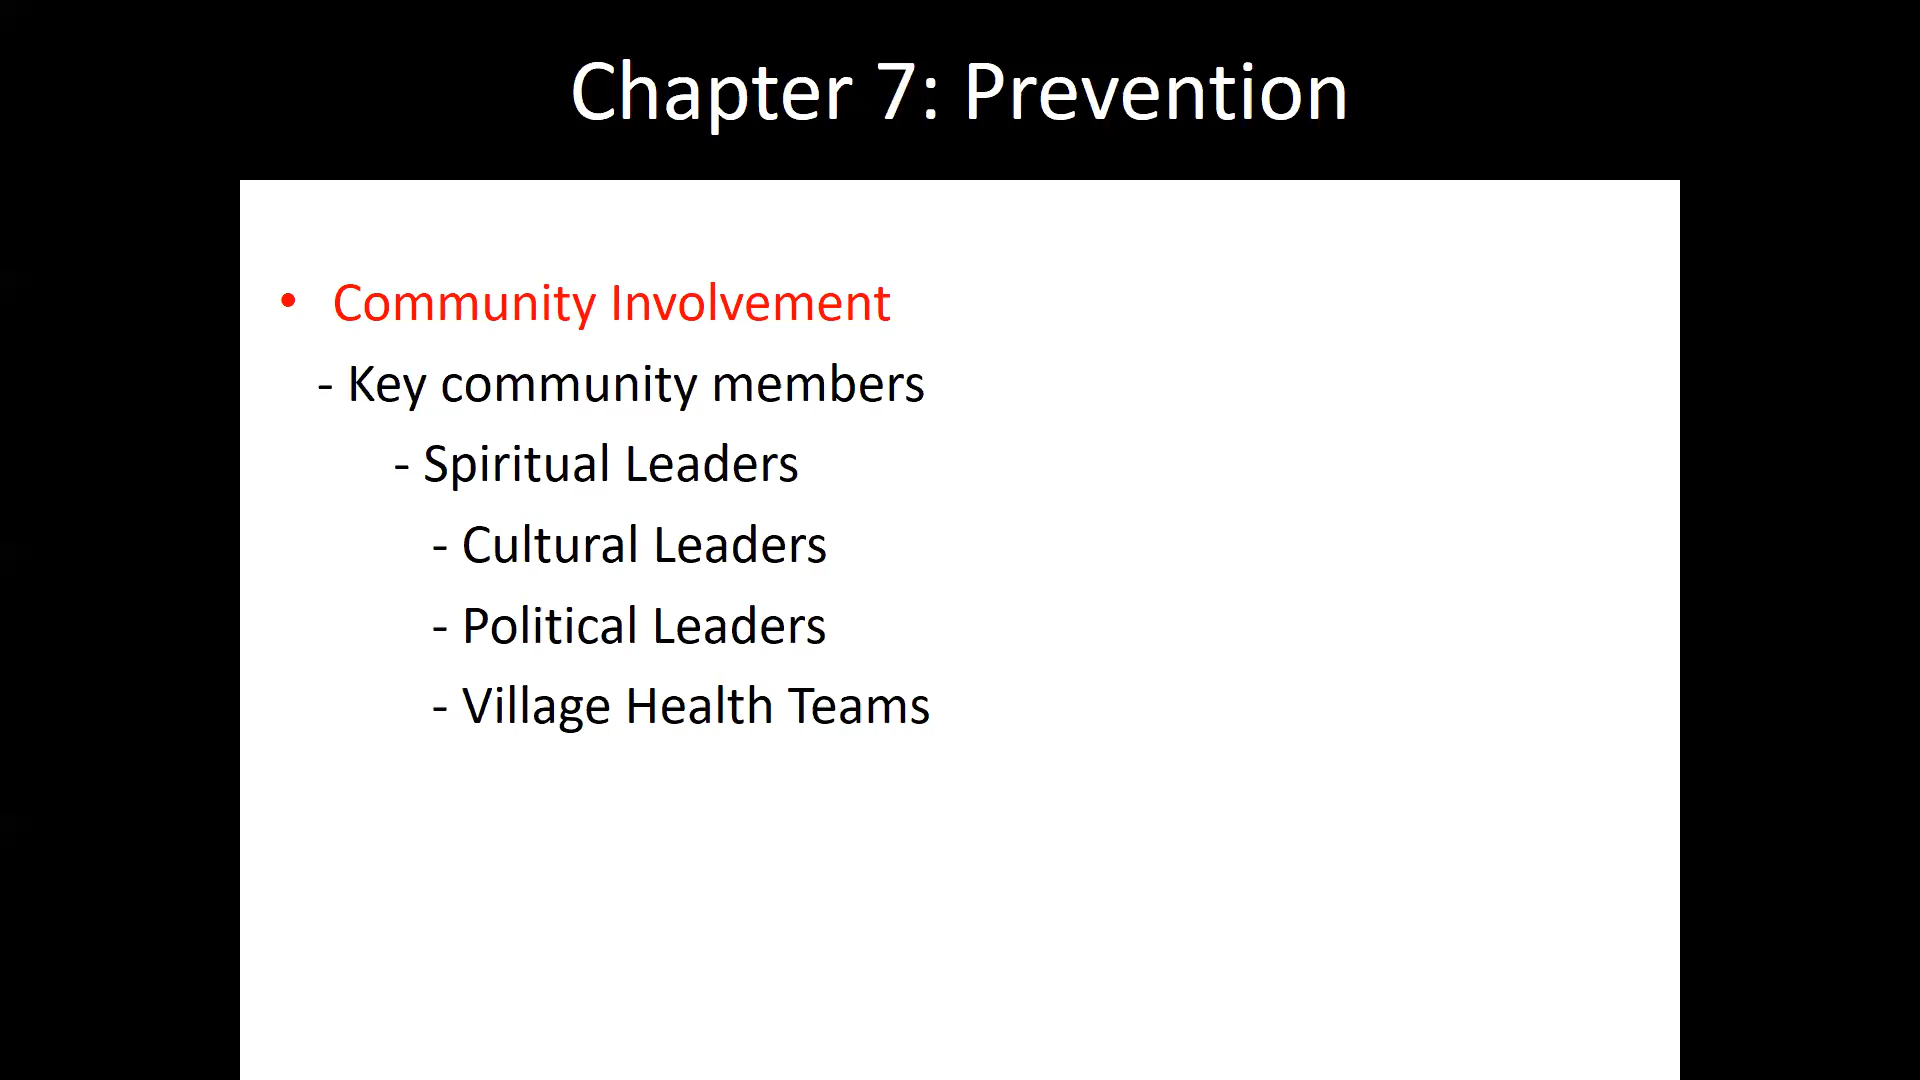 Chapter 7: Prevention
• Community Involvement
- Key community members
- Spiritual Leaders
- Cultural Leaders
- Political Leaders
- Village Health Teams